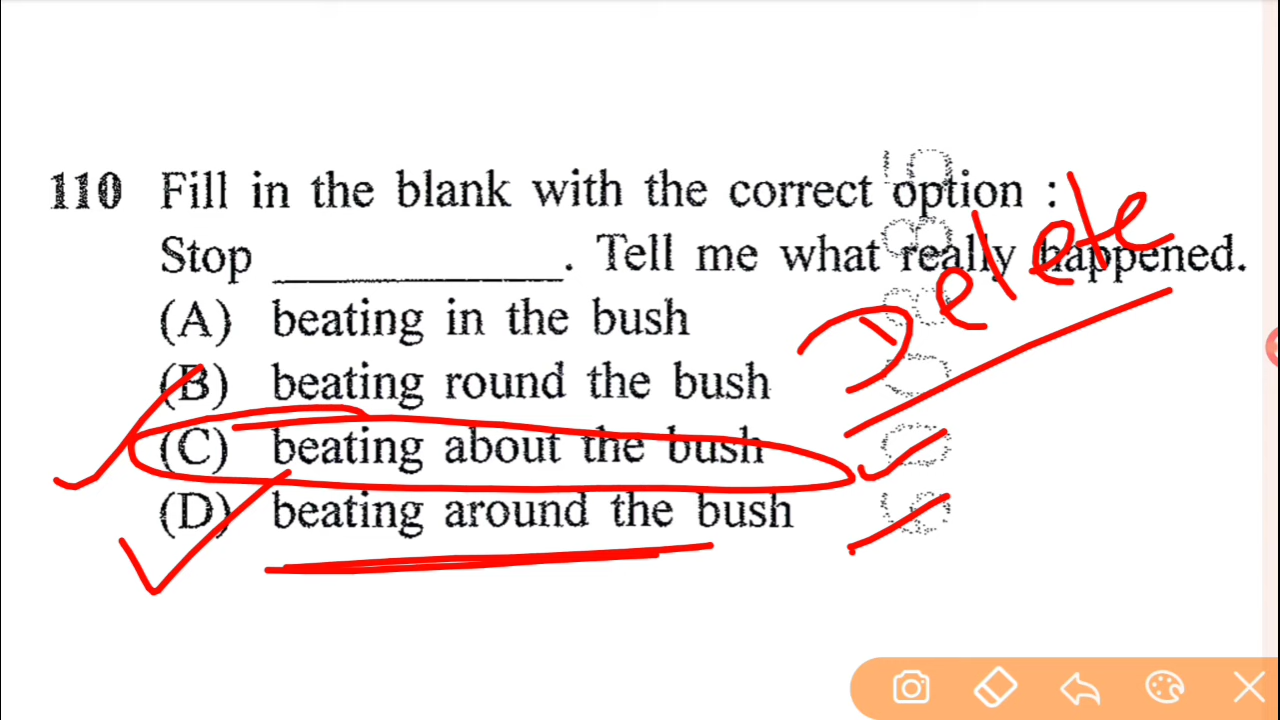 110 Fill in the blank with the correct option :
Stop ____________. Tell me what really happened.
(A) beating in the bush
(B) beating round the bush
(C) beating about the bush
(D) beating around the bush
Delete